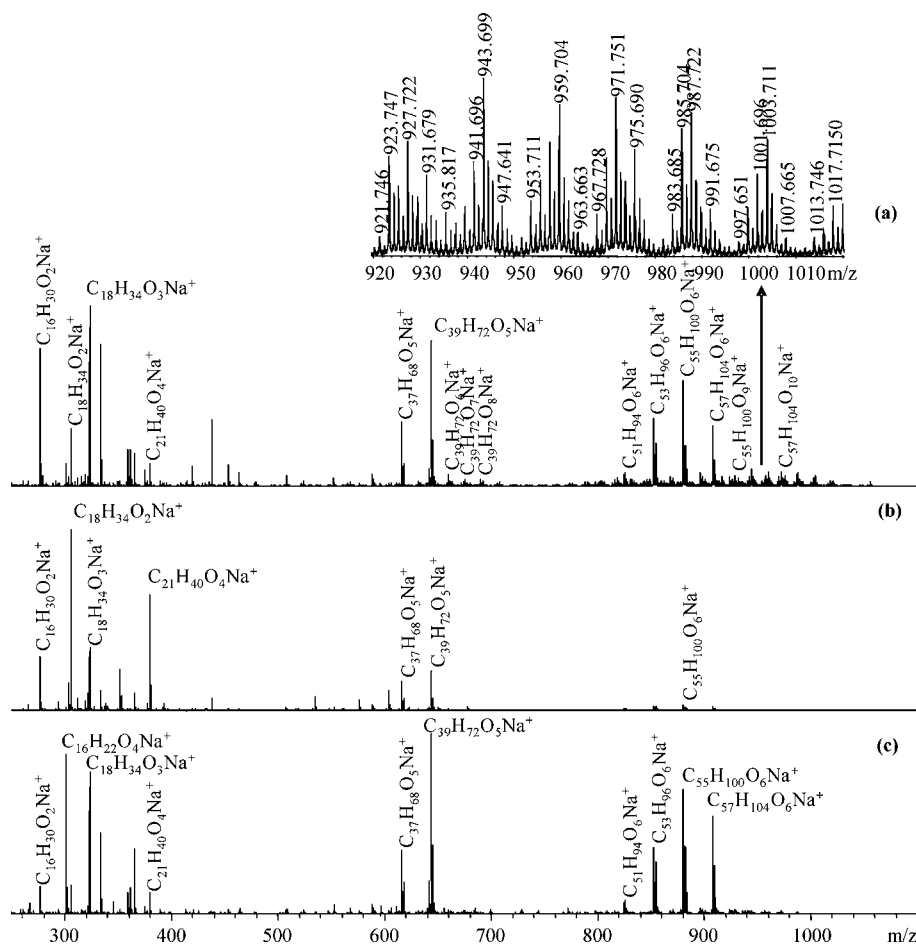 921.746
923.747
927.722
931.679
935.817
941.696
943.699
947.641
953.711
959.704
963.663
967.728
971.751
975.690
983.685
985.704
987.722
991.675
997.651
1001.696
1003.711
1007.665
1013.746
1017.7150
(a)
920 930 940 950 960 970 980 990 1000 1010 m/z
C₁₆H₃₀O₂Na⁺
C₁₈H₃₄O₂Na⁺
C₁₈H₃₄O₃Na⁺
C₂₁H₄₀O₄Na⁺
C₃₇H₆₈O₅Na⁺
C₃₉H₇₂O₅Na⁺
C₃₉H₇₂O₆Na⁺
C₃₉H₇₂O₇Na⁺
C₃₉H₇₂O₈Na⁺
C₅₁H₉₄O₆Na⁺
C₅₃H₉₆O₆Na⁺
C₅₅H₁₀₀O₆Na⁺
C₅₇H₁₀₄O₆Na⁺
C₅₅H₁₀₀O₉Na⁺
C₅₇H₁₀₄O₁₀Na⁺
(b)
C₁₆H₃₀O₂Na⁺
C₁₈H₃₄O₂Na⁺
C₁₈H₃₄O₃Na⁺
C₂₁H₄₀O₄Na⁺
C₃₇H₆₈O₅Na⁺
C₃₉H₇₂O₅Na⁺
C₅₅H₁₀₀O₆Na⁺
(c)
C₁₆H₃₀O₂Na⁺
C₁₆H₂₂O₄Na⁺
C₁₈H₃₄O₃Na⁺
C₂₁H₄₀O₄Na⁺
C₃₇H₆₈O₅Na⁺
C₃₉H₇₂O₅Na⁺
C₅₁H₉₄O₆Na⁺
C₅₃H₉₆O₆Na⁺
C₅₅H₁₀₀O₆Na⁺
C₅₇H₁₀₄O₆Na⁺
300 400 500 600 700 800 900 1000 m/z